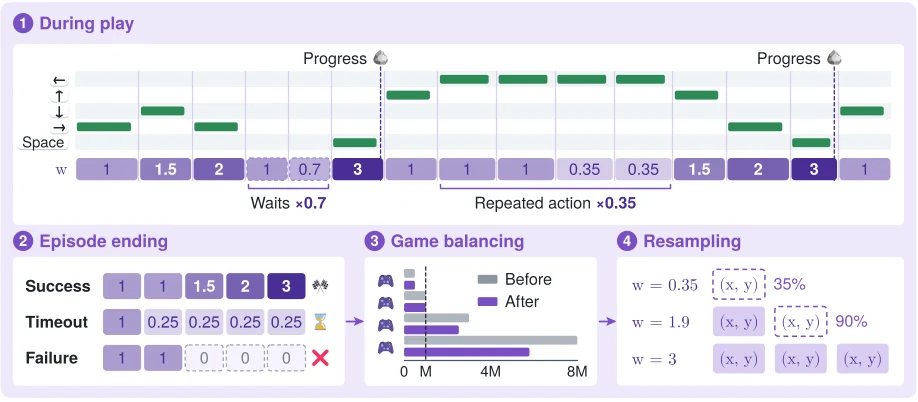 1 During play
Progress Progress
←
↑
↓
→
Space
w 1 1.5 2 1 0.7 3 1 1 1 0.35 0.35 1.5 2 3 1
Waits ×0.7 Repeated action ×0.35
2 Episode ending
Success 1 1 1.5 2 3
Timeout 1 0.25 0.25 0.25 0.25
Failure 1 1 0 0 0
3 Game balancing
Before
After
0 M 4M 8M
4 Resampling
w = 0.35 (x, y) 35%
w = 1.9 (x, y) (x, y) 90%
w = 3 (x, y) (x, y) (x, y)